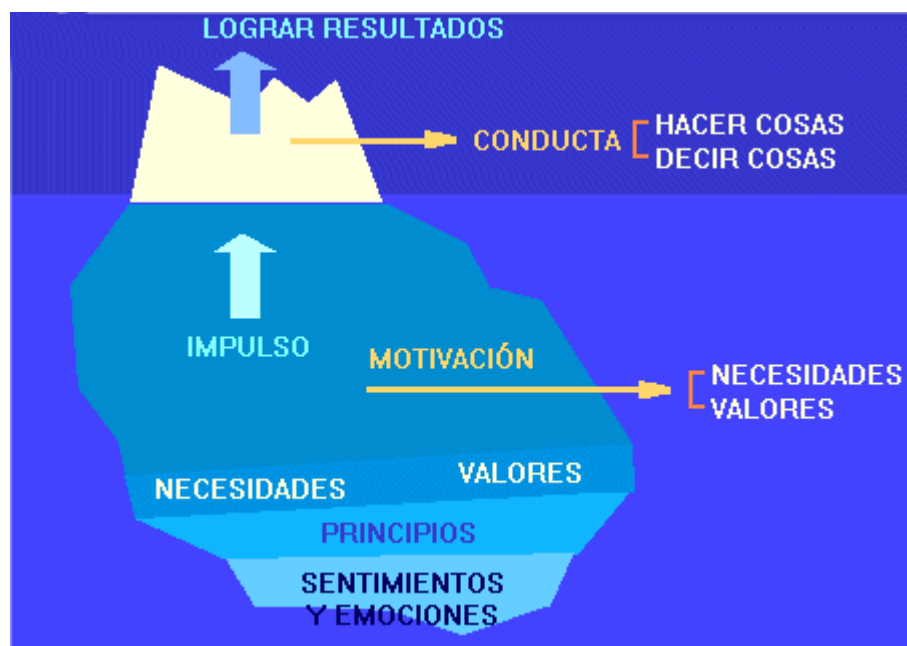 LOGRAR RESULTADOS
CONDUCTA
HACER COSAS
DECIR COSAS
IMPULSO
MOTIVACIÓN
NECESIDADES
VALORES
NECESIDADES
VALORES
PRINCIPIOS
SENTIMIENTOS
Y EMOCIONES